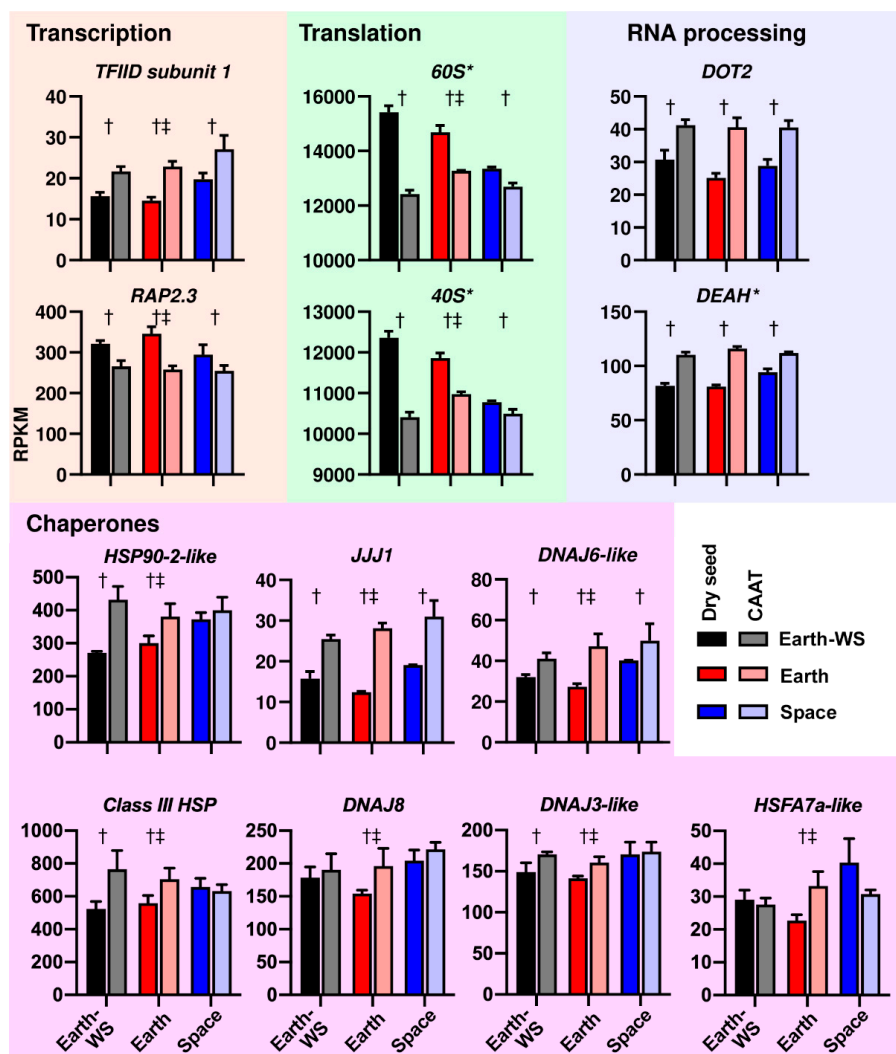 Transcription
Translation
RNA processing
TFIID subunit 1
60S*
DOT2
40
30
20
10
0
† †‡ †
16000
14000
13000
12000
10000
† †‡ †
50
40
30
20
10
0
† † †
RAP2.3
40S*
DEAH*
RPKM
400
300
200
100
0
† †‡ †
13000
12000
11000
10000
9000
† †‡ †
150
100
50
0
† † †
Chaperones
HSP90-2-like
JJJ1
DNAJ6-like
500
400
300
200
100
0
† †‡
40
30
20
10
0
† †‡ †
80
60
40
20
0
† †‡ †
Dry seed
CAAT
Earth-WS
Earth
Space
Class III HSP
DNAJ8
DNAJ3-like
HSFA7a-like
1000
800
600
400
200
0
† †‡
250
200
150
100
50
0
†‡
200
150
100
50
0
† †‡
50
40
30
20
10
0
†‡
Earth-
WS
Earth
Space
Earth-
WS
Earth
Space
Earth-
WS
Earth
Space
Earth-
WS
Earth
Space